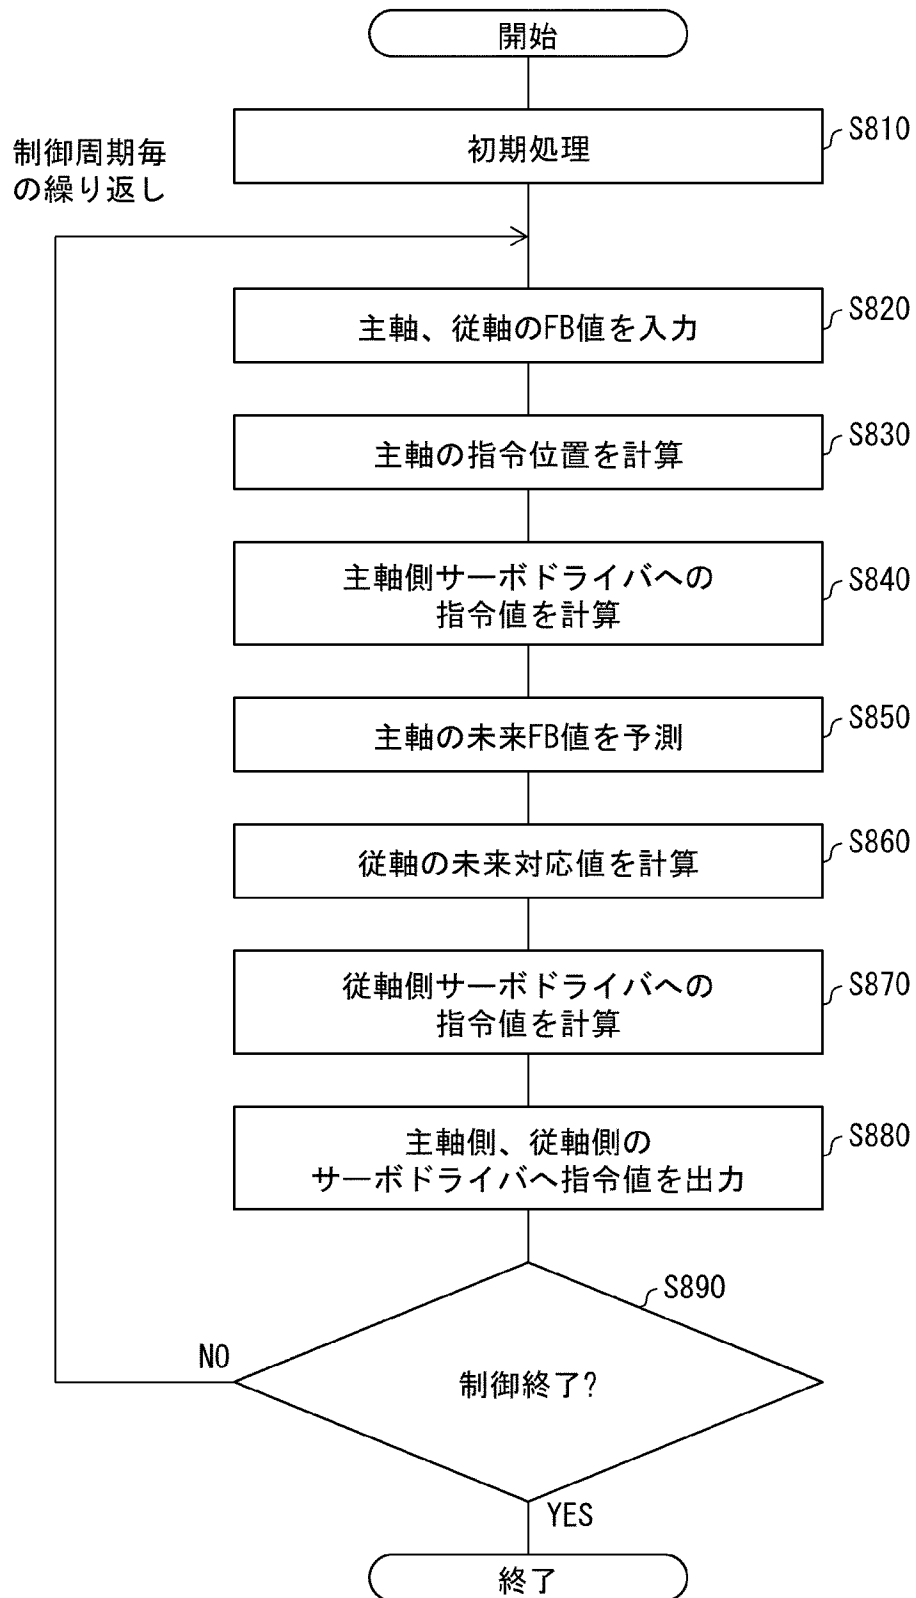 開始
初期処理
S810
制御周期毎
の繰り返し
主軸、従軸のFB値を入力
S820
主軸の指令位置を計算
S830
主軸側サーボドライバへの
指令値を計算
S840
主軸の未来FB値を予測
S850
従軸の未来対応値を計算
S860
従軸側サーボドライバへの
指令値を計算
S870
主軸側、従軸側の
サーボドライバへ指令値を出力
S880
S890
制御終了?
NO
YES
終了